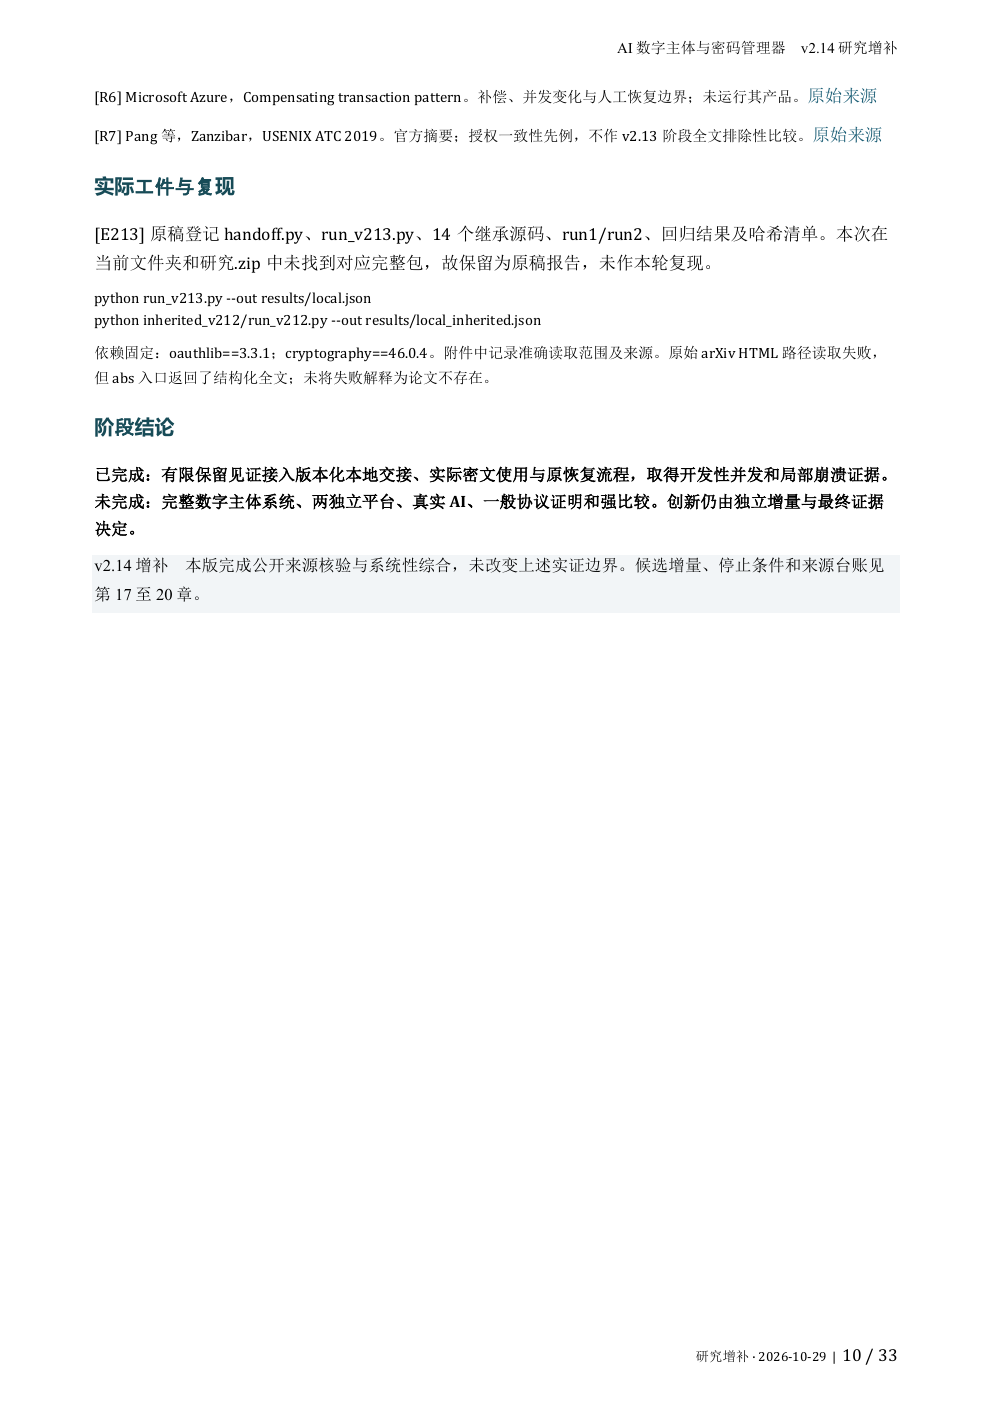 AI 数字主体与密码管理器 v2.14 研究增补
[R6] Microsoft Azure，Compensating transaction pattern。补偿、并发变化与人工恢复边界；未运行其产品。原始来源
[R7] Pang 等，Zanzibar，USENIX ATC 2019。官方摘要；授权一致性先例，不作 v2.13 阶段全文排除性比较。原始来源
实际工件与复现
[E213] 原稿登记 handoff.py、run_v213.py、14 个继承源码、run1/run2、回归结果及哈希清单。本次在
当前文件夹和研究.zip 中未找到对应完整包，故保留为原稿报告，未作本轮复现。
python run_v213.py --out results/local.json
python inherited_v212/run_v212.py --out results/local_inherited.json
依赖固定：oauthlib==3.3.1；cryptography==46.0.4。附件中记录准确读取范围及来源。原始 arXiv HTML 路径读取失败，
但 abs 入口返回了结构化全文；未将失败解释为论文不存在。
阶段结论
已完成：有限保留见证接入版本化本地交接、实际密文使用与原恢复流程，取得开发性并发和局部崩溃证据。
未完成：完整数字主体系统、两独立平台、真实 AI、一般协议证明和强比较。创新仍由独立增量与最终证据
决定。
v2.14 增补 本版完成公开来源核验与系统性综合，未改变上述实证边界。候选增量、停止条件和来源台账见
第 17 至 20 章。
研究增补 · 2026-10-29 | 10 / 33